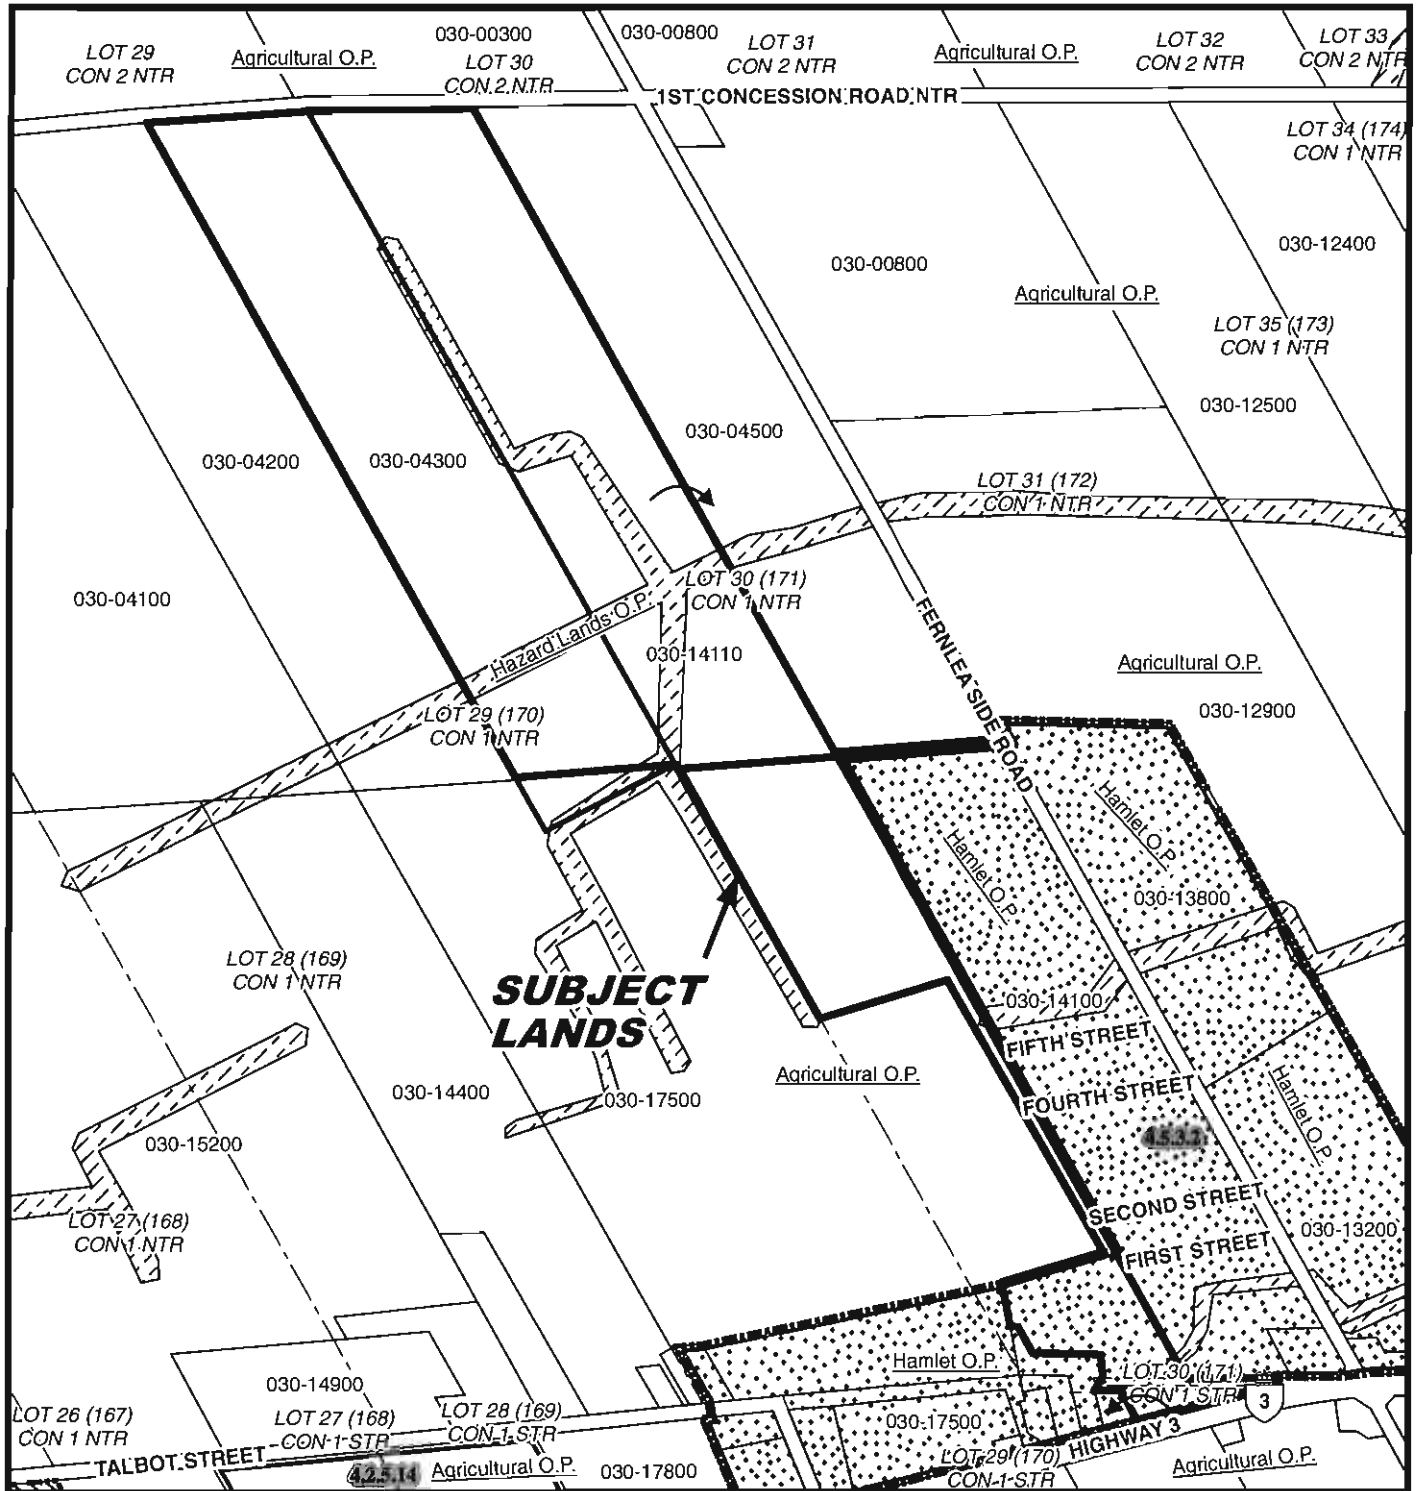 030-00300
030-00800
LOT 29
CON 2 NTR
Agricultural O.P.
LOT 30
CON 2 NTR
LOT 31
CON 2 NTR
Agricultural O.P.
LOT 32
CON 2 NTR
LOT 33
CON 2 NTR
1ST CONCESSION ROAD NTR
LOT 34 (174)
CON 1 NTR
030-12400
030-00800
Agricultural O.P.
LOT 35 (173)
CON 1 NTR
030-12500
030-04200
030-04300
030-04500
LOT 31 (172)
CON 1 NTR
030-04100
LOT 30 (171)
CON 1 NTR
Hazard Lands O.P.
030-14110
FERNLEA SIDE ROAD
Agricultural O.P.
030-12900
LOT 29 (170)
CON 1 NTR
Hamlet O.P.
Hamlet O.P.
030-13800
LOT 28 (169)
CON 1 NTR
SUBJECT
LANDS
030-14100
FIFTH STREET
Agricultural O.P.
030-14400
030-17500
FOURTH STREET
Hamlet O.P.
4.5.3.2
030-15200
LOT 27 (168)
CON 1 NTR
SECOND STREET
030-13200
FIRST STREET
Hamlet O.P.
LOT 30 (171)
CON 1 STR
3
030-14900
LOT 26 (167)
CON 1 NTR
LOT 27 (168)
CON 1 STR
LOT 28 (169)
CON 1 STR
030-17500
HIGHWAY 3
TALBOT STREET
4.2.5.14
Agricultural O.P.
030-17800
LOT 29 (170)
CON 1 STR
Agricultural O.P.